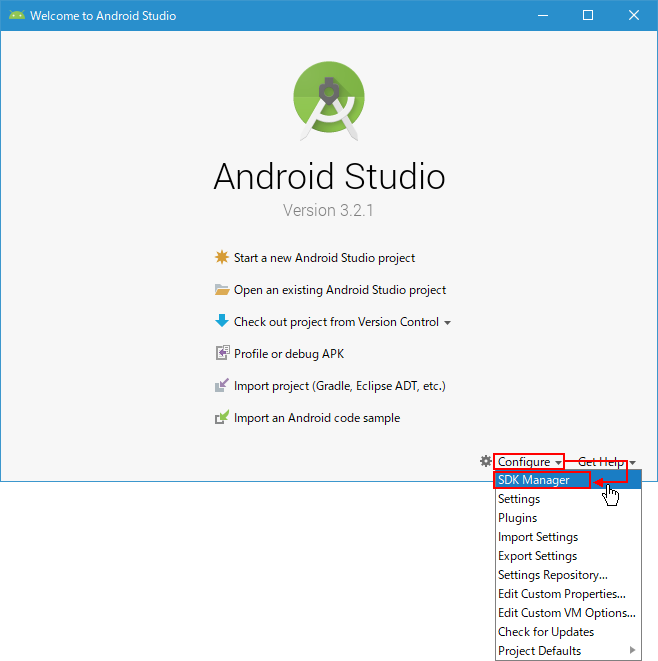 Welcome to Android Studio
Android Studio
Version 3.2.1
Start a new Android Studio project
Open an existing Android Studio project
Check out project from Version Control
Profile or debug APK
Import project (Gradle, Eclipse ADT, etc.)
Import an Android code sample
Configure Get Help
SDK Manager
Settings
Plugins
Import Settings
Export Settings
Settings Repository...
Edit Custom Properties...
Edit Custom VM Options...
Check for Updates
Project Defaults